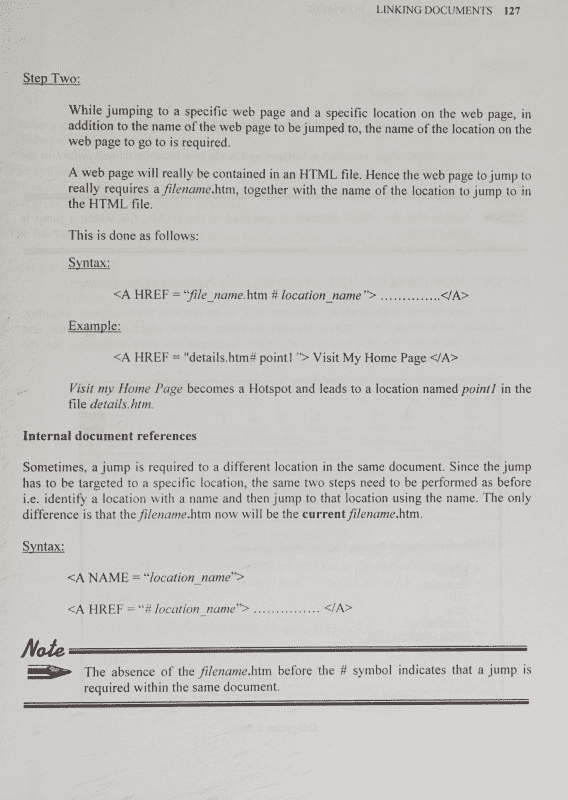 LINKING DOCUMENTS 127
Step Two:
While jumping to a specific web page and a specific location on the web page, in
addition to the name of the web page to be jumped to, the name of the location on the
web page to go to is required.
A web page will really be contained in an HTML file. Hence the web page to jump to
really requires a filename.htm, together with the name of the location to jump to in
the HTML file.
This is done as follows:
Syntax:
<A HREF = “file_name.htm # location_name”> ..............</A>
Example:
<A HREF = "details.htm# point1 "> Visit My Home Page </A>
Visit my Home Page becomes a Hotspot and leads to a location named point1 in the
file details.htm.
Internal document references
Sometimes, a jump is required to a different location in the same document. Since the jump
has to be targeted to a specific location, the same two steps need to be performed as before
i.e. identify a location with a name and then jump to that location using the name. The only
difference is that the filename.htm now will be the current filename.htm.
Syntax:
<A NAME = “location_name”>
<A HREF = “# location_name”> ............... </A>
Note
The absence of the filename.htm before the # symbol indicates that a jump is
required within the same document.